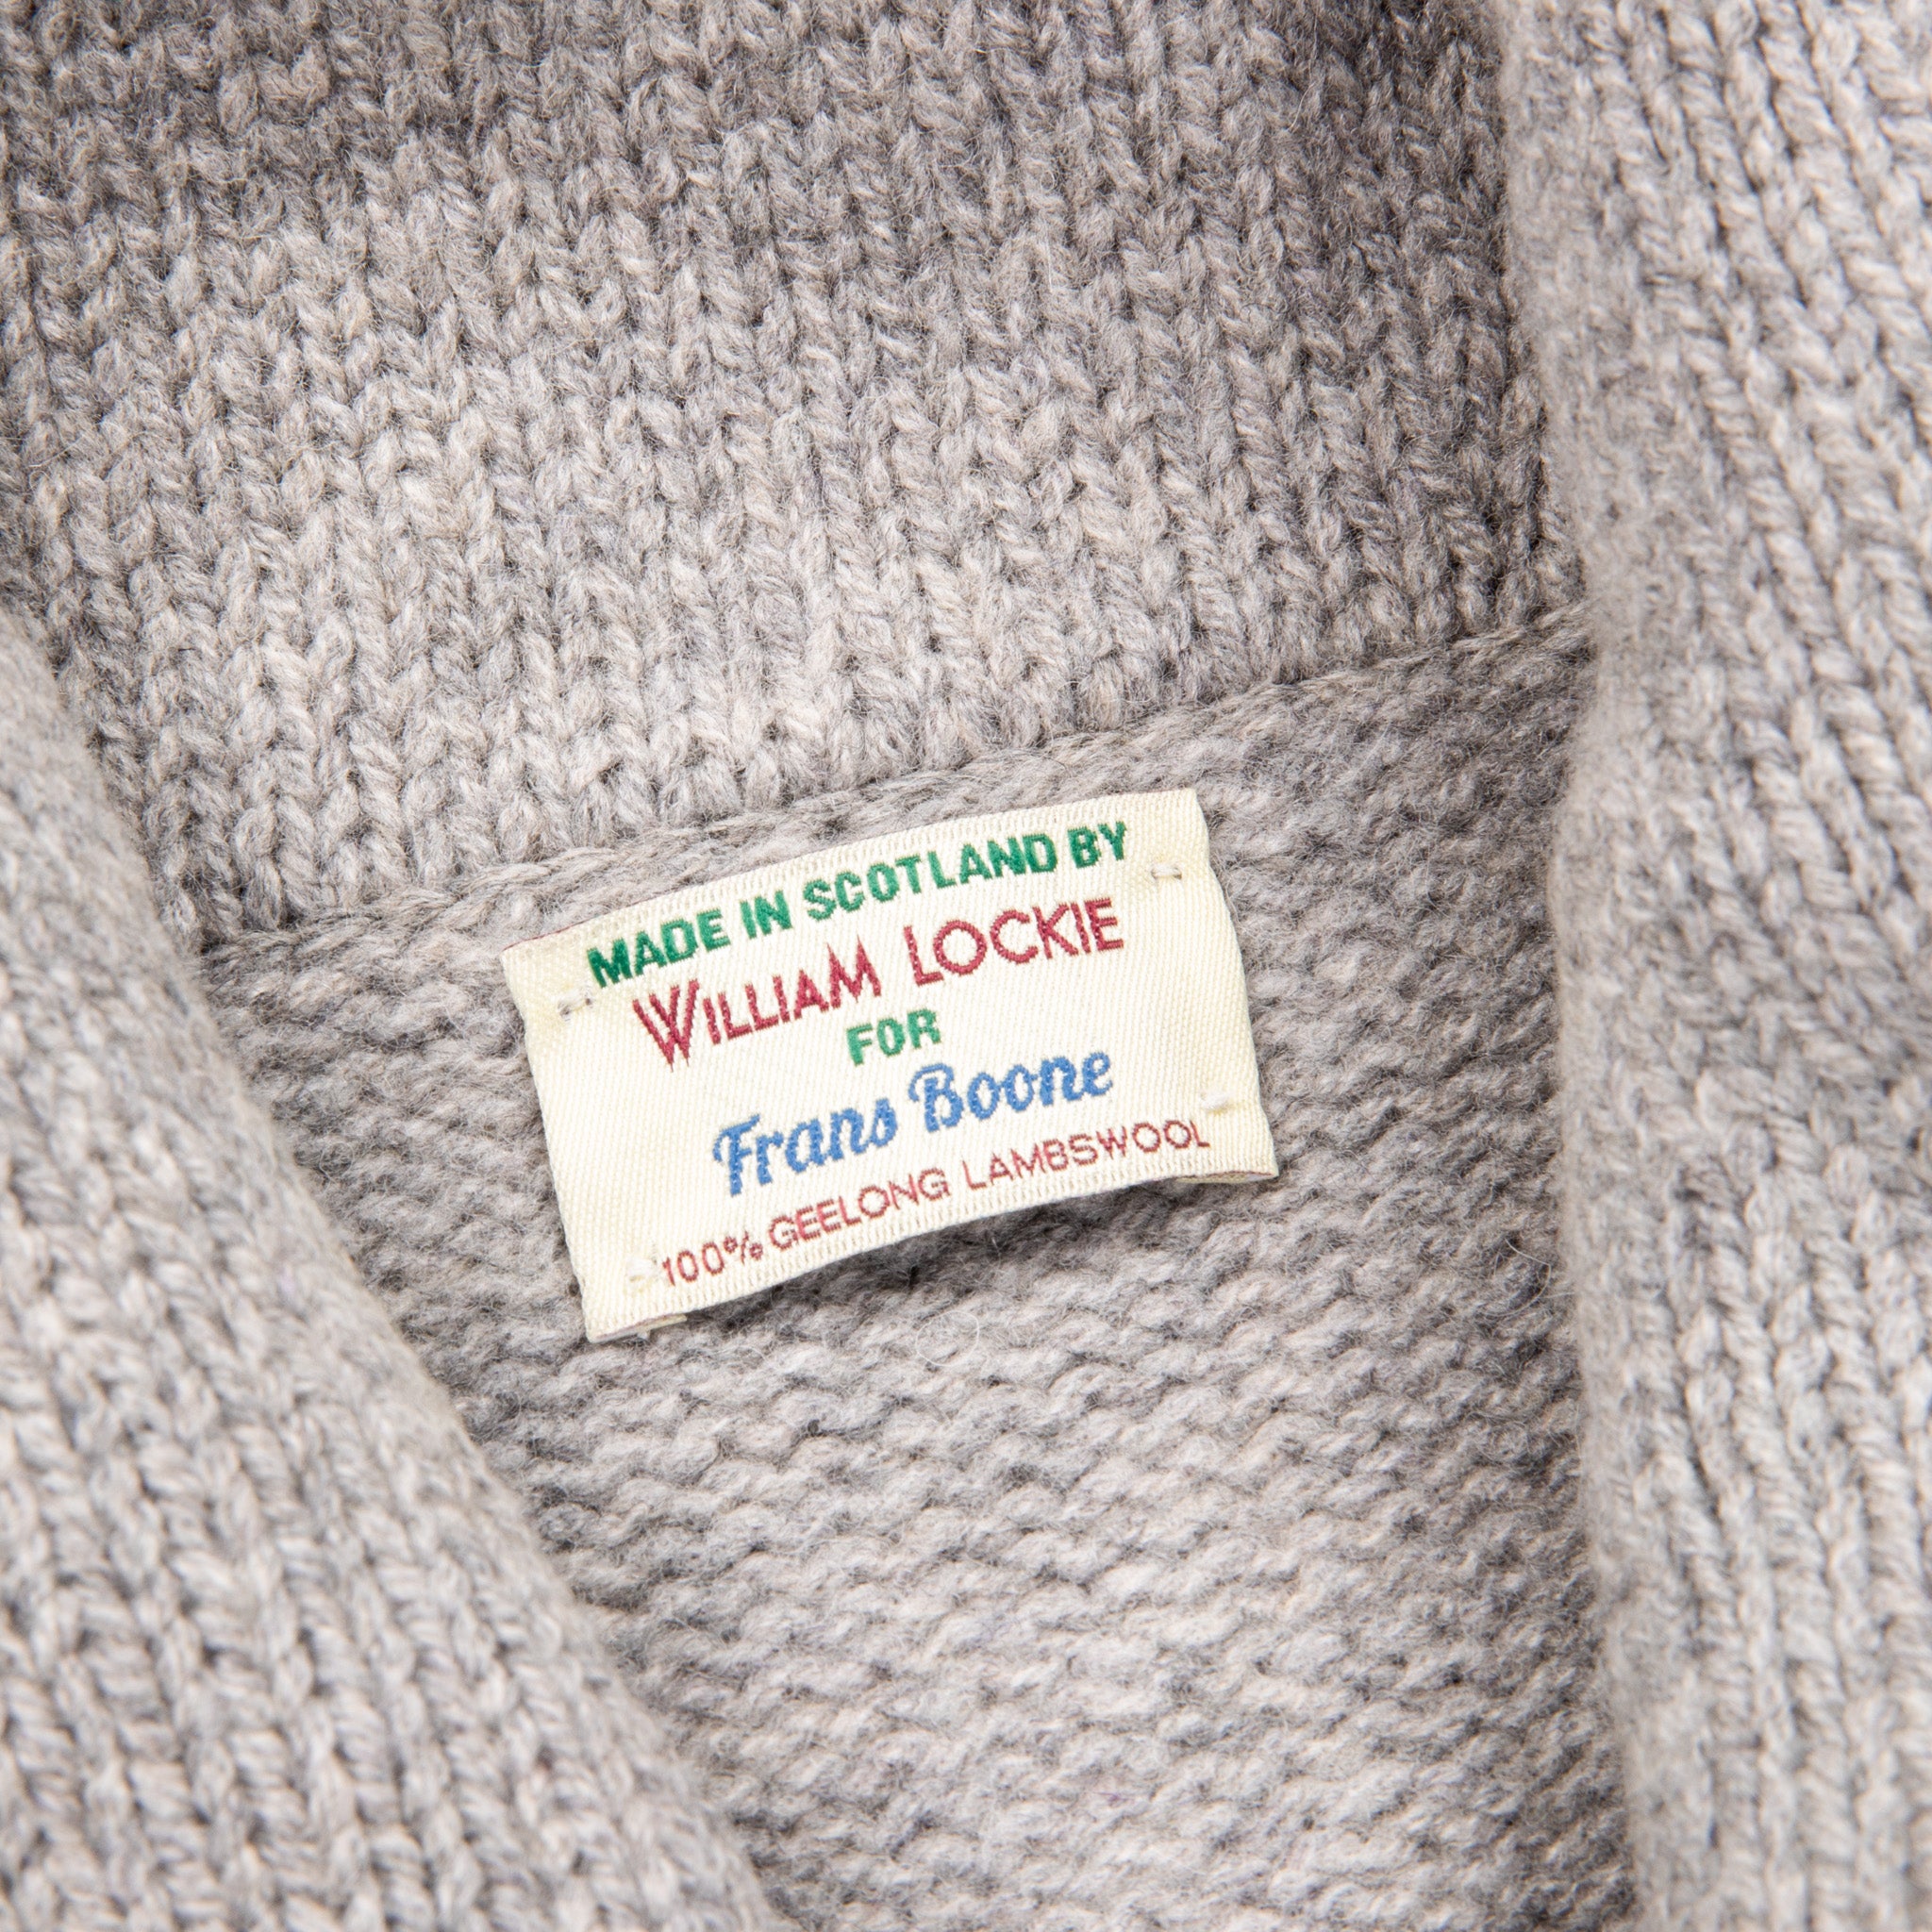 MADE IN SCOTLAND BY
WILLIAM LOCKIE
FOR
Frans Boone
100% GEELONG LAMBSWOOL